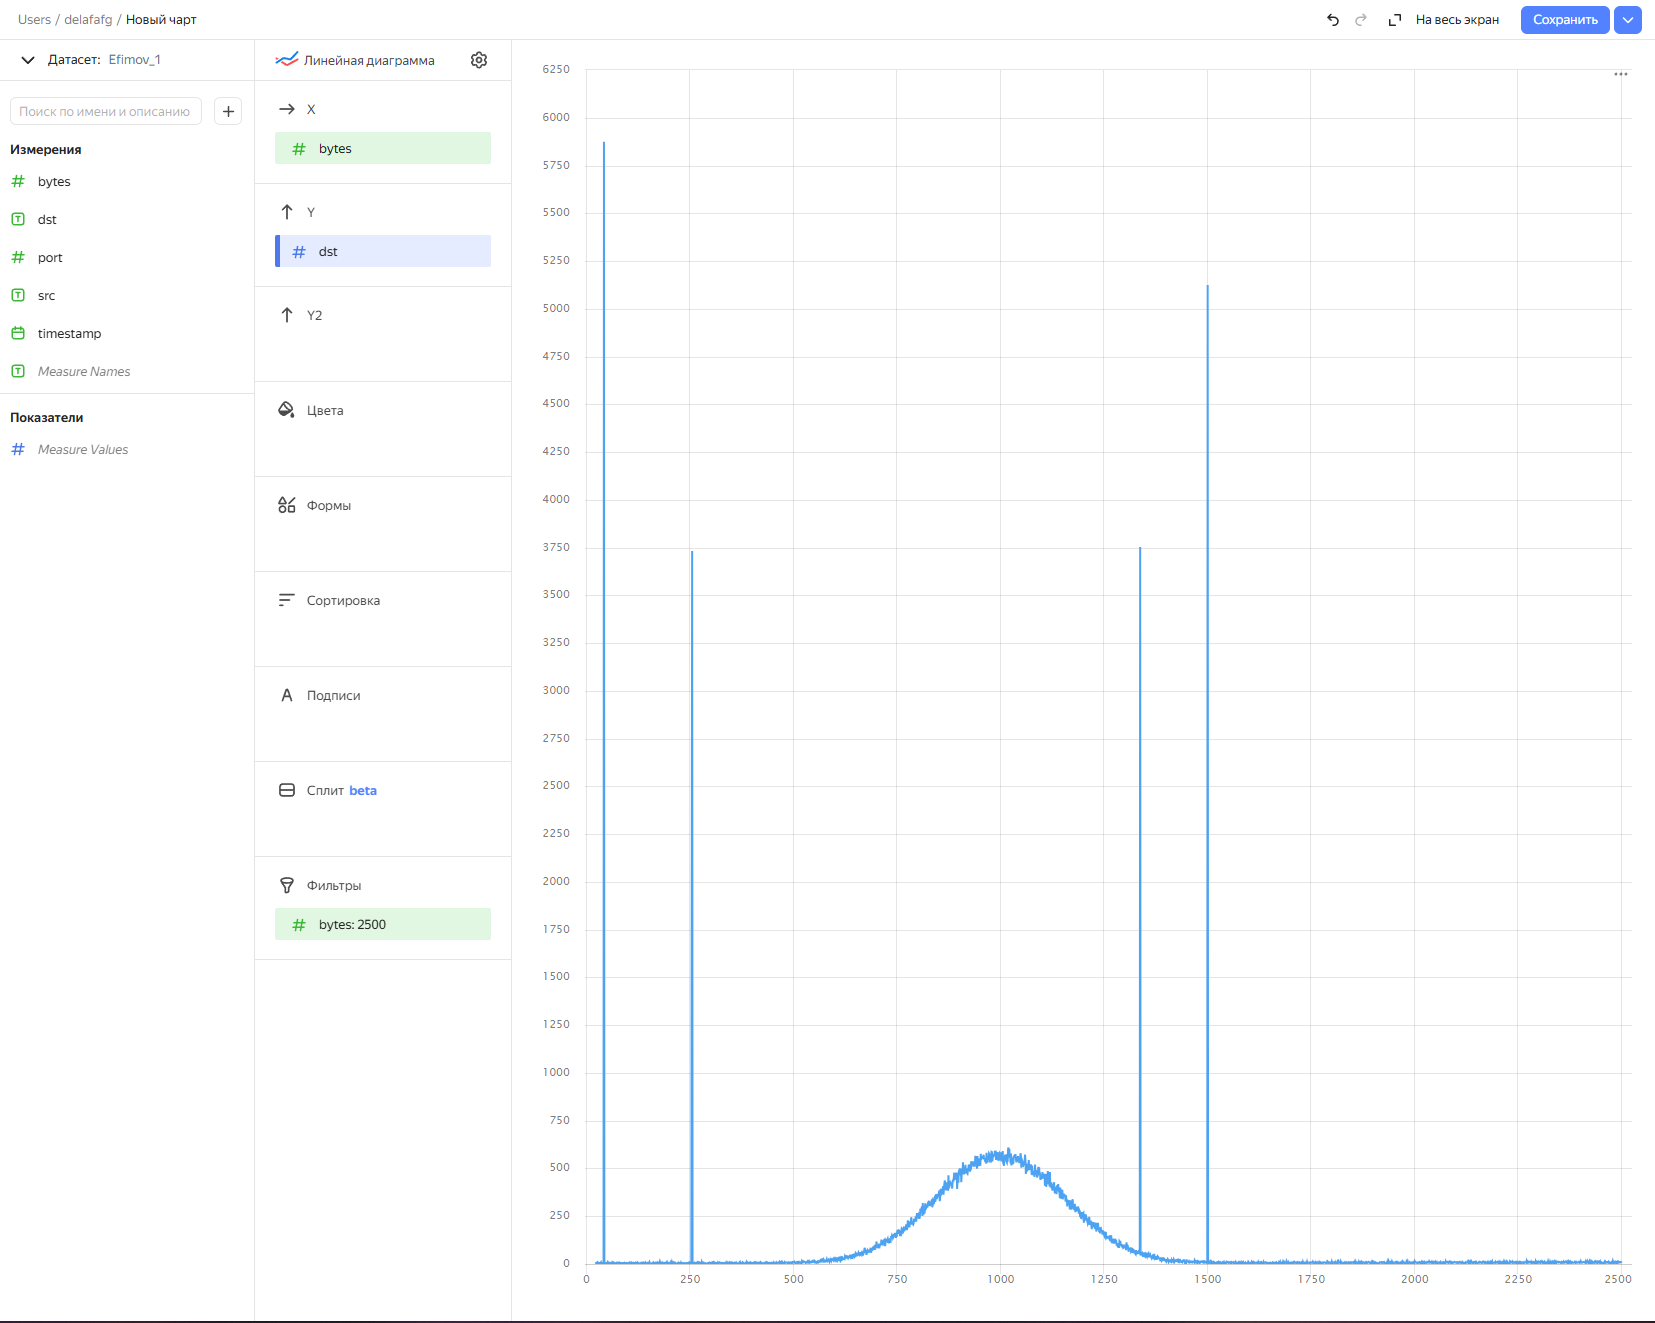 Users / delafafg / Новый чарт
На весь экран
Сохранить
Датасет: Efimov_1
Поиск по имени и описанию
Измерения
bytes
dst
port
src
timestamp
Measure Names
Показатели
Measure Values
Линейная диаграмма
X
bytes
Y
dst
Y2
Цвета
Формы
Сортировка
Подписи
Сплит beta
Фильтры
bytes: 2500
6250
6000
5750
5500
5250
5000
4750
4500
4250
4000
3750
3500
3250
3000
2750
2500
2250
2000
1750
1500
1250
1000
750
500
250
0
0 250 500 750 1000 1250 1500 1750 2000 2250 2500